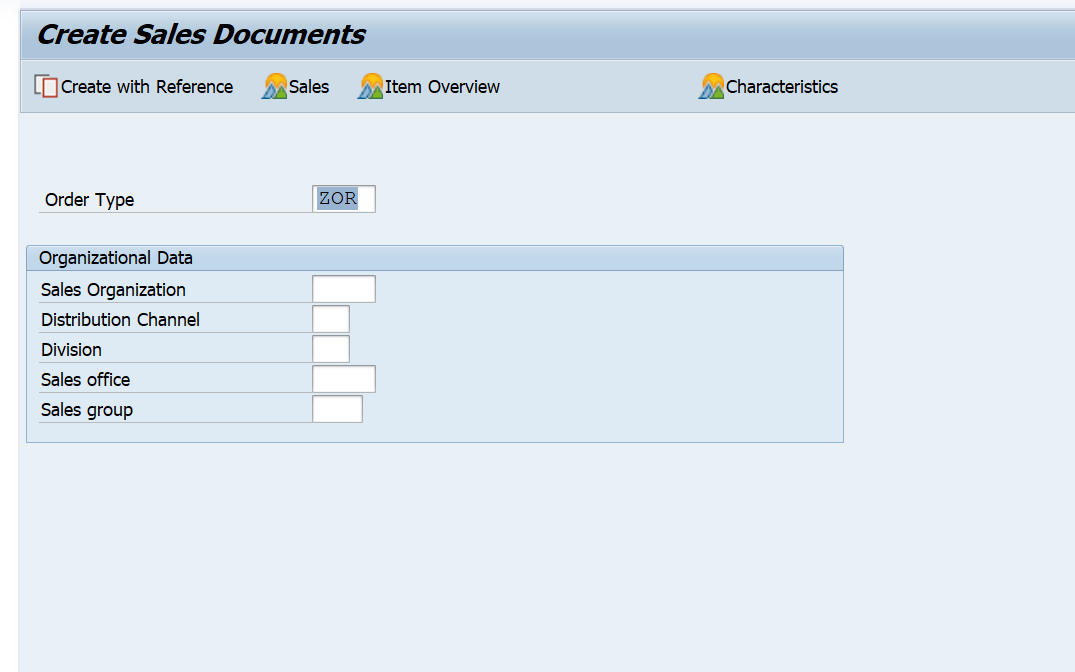 Create Sales Documents
Create with Reference Sales Item Overview Characteristics
Order Type ZOR
Organizational Data
Sales Organization
Distribution Channel
Division
Sales office
Sales group